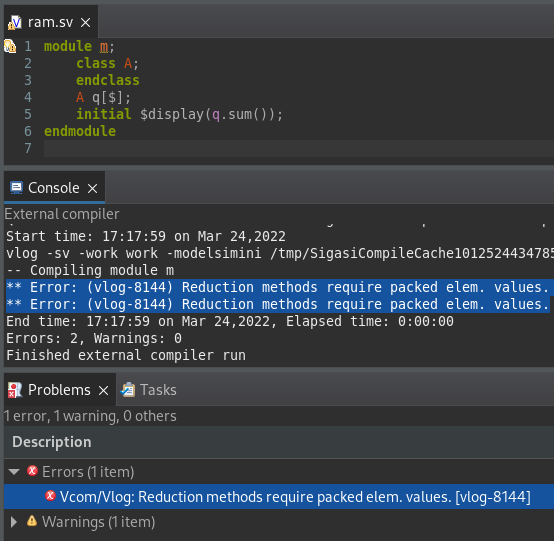 ram.sv
1 module m;
2 class A;
3 endclass
4 A q[$];
5 initial $display(q.sum());
6 endmodule
7
Console
External compiler
Start time: 17:17:59 on Mar 24,2022
vlog -sv -work work -modelsimini /tmp/SigasiCompileCache1012524434785
-- Compiling module m
** Error: (vlog-8144) Reduction methods require packed elem. values.
** Error: (vlog-8144) Reduction methods require packed elem. values.
End time: 17:17:59 on Mar 24,2022, Elapsed time: 0:00:00
Errors: 2, Warnings: 0
Finished external compiler run
Problems Tasks
1 error, 1 warning, 0 others
Description
Errors (1 item)
Vcom/Vlog: Reduction methods require packed elem. values. [vlog-8144]
Warnings (1 item)